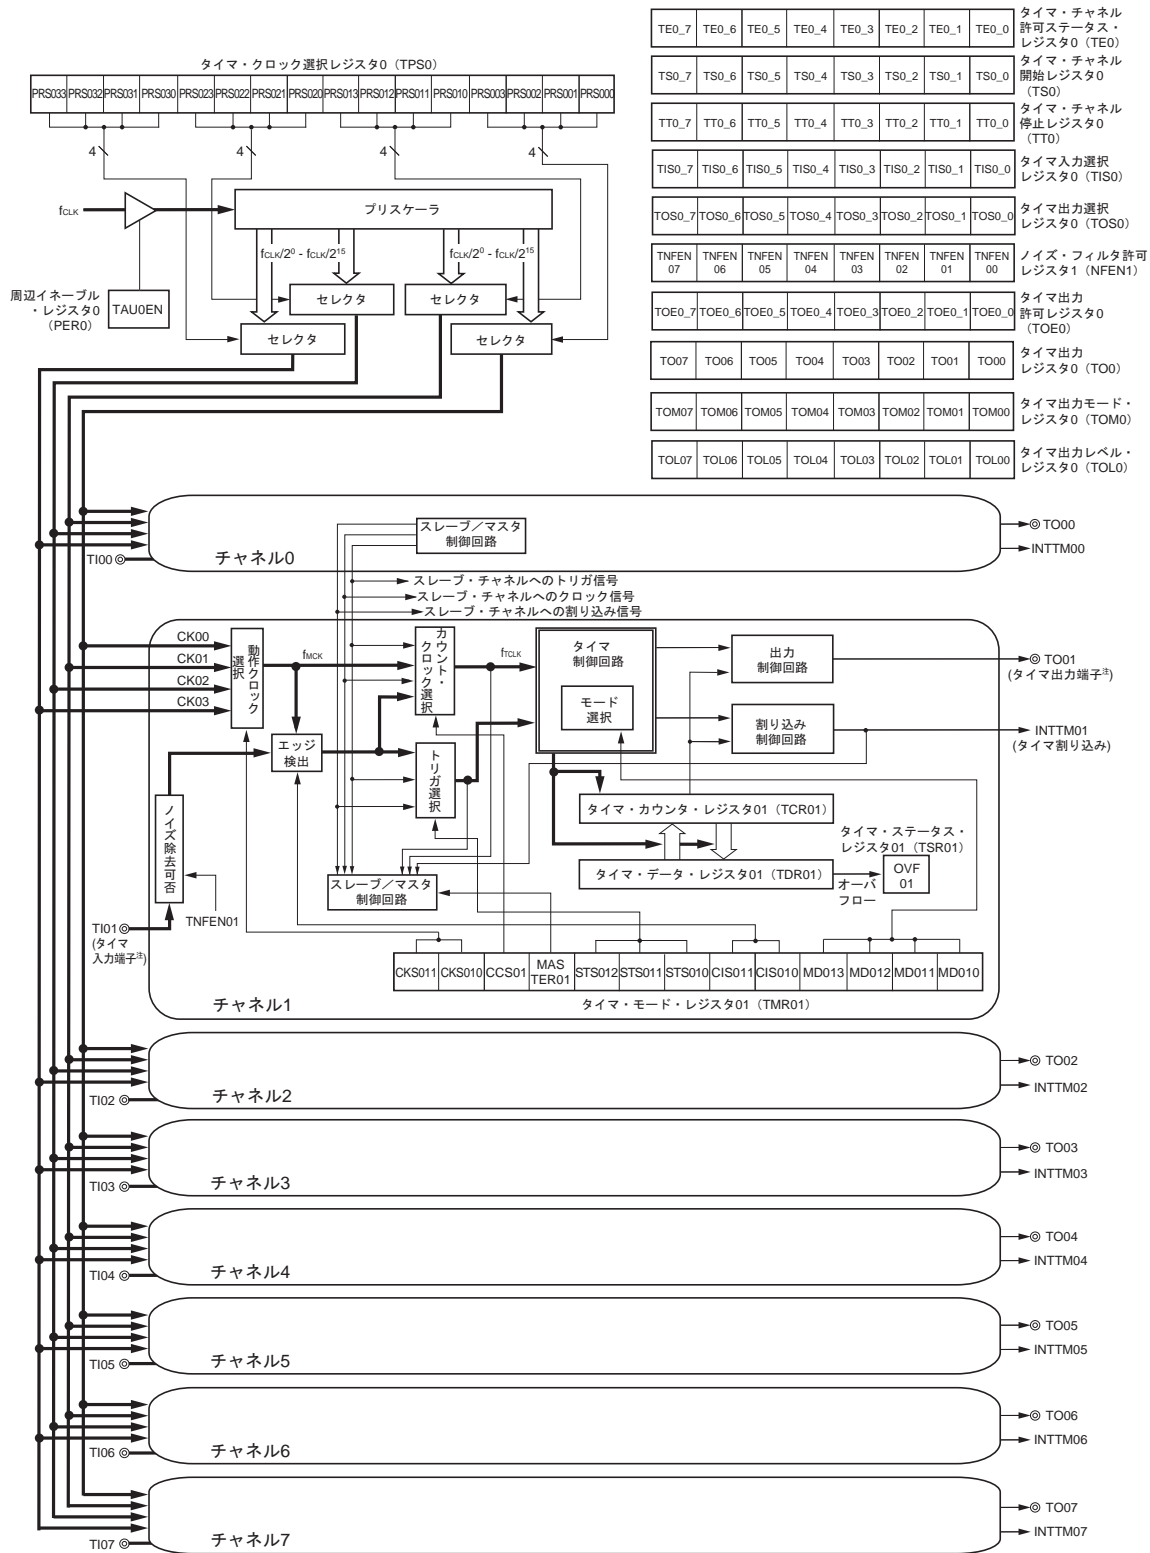 タイマ・クロック選択レジスタ0（TPS0）
PRS033 PRS032 PRS031 PRS030 PRS023 PRS022 PRS021 PRS020 PRS013 PRS012 PRS011 PRS010 PRS003 PRS002 PRS001 PRS000
4
4
4
4
fCLK
プリスケーラ
fCLK/2⁰ - fCLK/2¹⁵
fCLK/2⁰ - fCLK/2¹⁵
周辺イネーブル
・レジスタ0
（PER0）
TAU0EN
セレクタ
セレクタ
セレクタ
セレクタ
TE0_7 TE0_6 TE0_5 TE0_4 TE0_3 TE0_2 TE0_1 TE0_0
タイマ・チャネル
許可ステータス・
レジスタ0（TE0）
TS0_7 TS0_6 TS0_5 TS0_4 TS0_3 TS0_2 TS0_1 TS0_0
タイマ・チャネル
開始レジスタ0
（TS0）
TT0_7 TT0_6 TT0_5 TT0_4 TT0_3 TT0_2 TT0_1 TT0_0
タイマ・チャネル
停止レジスタ0
（TT0）
TIS0_7 TIS0_6 TIS0_5 TIS0_4 TIS0_3 TIS0_2 TIS0_1 TIS0_0
タイマ入力選択
レジスタ0（TIS0）
TOS0_7 TOS0_6 TOS0_5 TOS0_4 TOS0_3 TOS0_2 TOS0_1 TOS0_0
タイマ出力選択
レジスタ0（TOS0）
TNFEN TNFEN TNFEN TNFEN TNFEN TNFEN TNFEN TNFEN
07 06 05 04 03 02 01 00
ノイズ・フィルタ許可
レジスタ1（NFEN1）
TOE0_7 TOE0_6 TOE0_5 TOE0_4 TOE0_3 TOE0_2 TOE0_1 TOE0_0
タイマ出力
許可レジスタ0
（TOE0）
TO07 TO06 TO05 TO04 TO03 TO02 TO01 TO00
タイマ出力
レジスタ0（TO0）
TOM07 TOM06 TOM05 TOM04 TOM03 TOM02 TOM01 TOM00
タイマ出力モード・
レジスタ0（TOM0）
TOL07 TOL06 TOL05 TOL04 TOL03 TOL02 TOL01 TOL00
タイマ出力レベル・
レジスタ0（TOL0）
スレーブ／マスタ
制御回路
TI00
チャネル0
TO00
INTTM00
スレーブ・チャネルへのトリガ信号
スレーブ・チャネルへのクロック信号
スレーブ・チャネルへの割り込み信号
CK00
CK01
CK02
CK03
動作クロック
選択
fMCK
カウント・
クロック選択
fTCLK
タイマ
制御回路
モード
選択
出力
制御回路
TO01
(タイマ出力端子注)
割り込み
制御回路
INTTM01
(タイマ割り込み)
エッジ
検出
トリガ選択
ノイズ除去可否
TNFEN01
TI01
(タイマ
入力端子注)
スレーブ／マスタ
制御回路
タイマ・カウンタ・レジスタ01（TCR01）
タイマ・データ・レジスタ01（TDR01）
タイマ・ステータス・
レジスタ01（TSR01）
オーバ
フロー
OVF
01
CKS011 CKS010 CCS01 MAS
TER01 STS012 STS011 STS010 CIS011 CIS010 MD013 MD012 MD011 MD010
タイマ・モード・レジスタ01（TMR01）
チャネル1
TI02
チャネル2
TO02
INTTM02
TI03
チャネル3
TO03
INTTM03
TI04
チャネル4
TO04
INTTM04
TI05
チャネル5
TO05
INTTM05
TI06
チャネル6
TO06
INTTM06
TI07
チャネル7
TO07
INTTM07